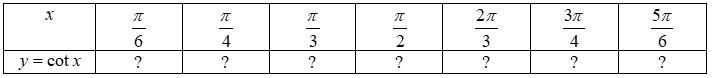 x π/6 π/4 π/3 π/2 2π/3 3π/4 5π/6
y = cot x ? ? ? ? ? ? ?